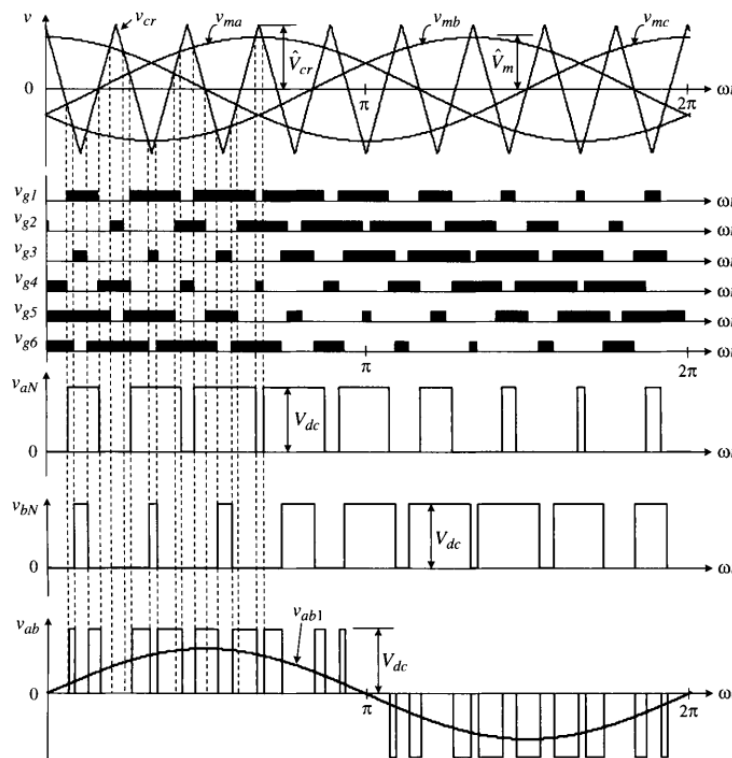 v v_cr v_ma v_mb v_mc
V̂_cr V̂_m
0 π 2π
v_g1
v_g2
v_g3
v_g4
v_g5
v_g6
π 2π
v_aN
V_dc
0
v_bN
V_dc
0
v_ab v_ab1
V_dc
0 π 2π